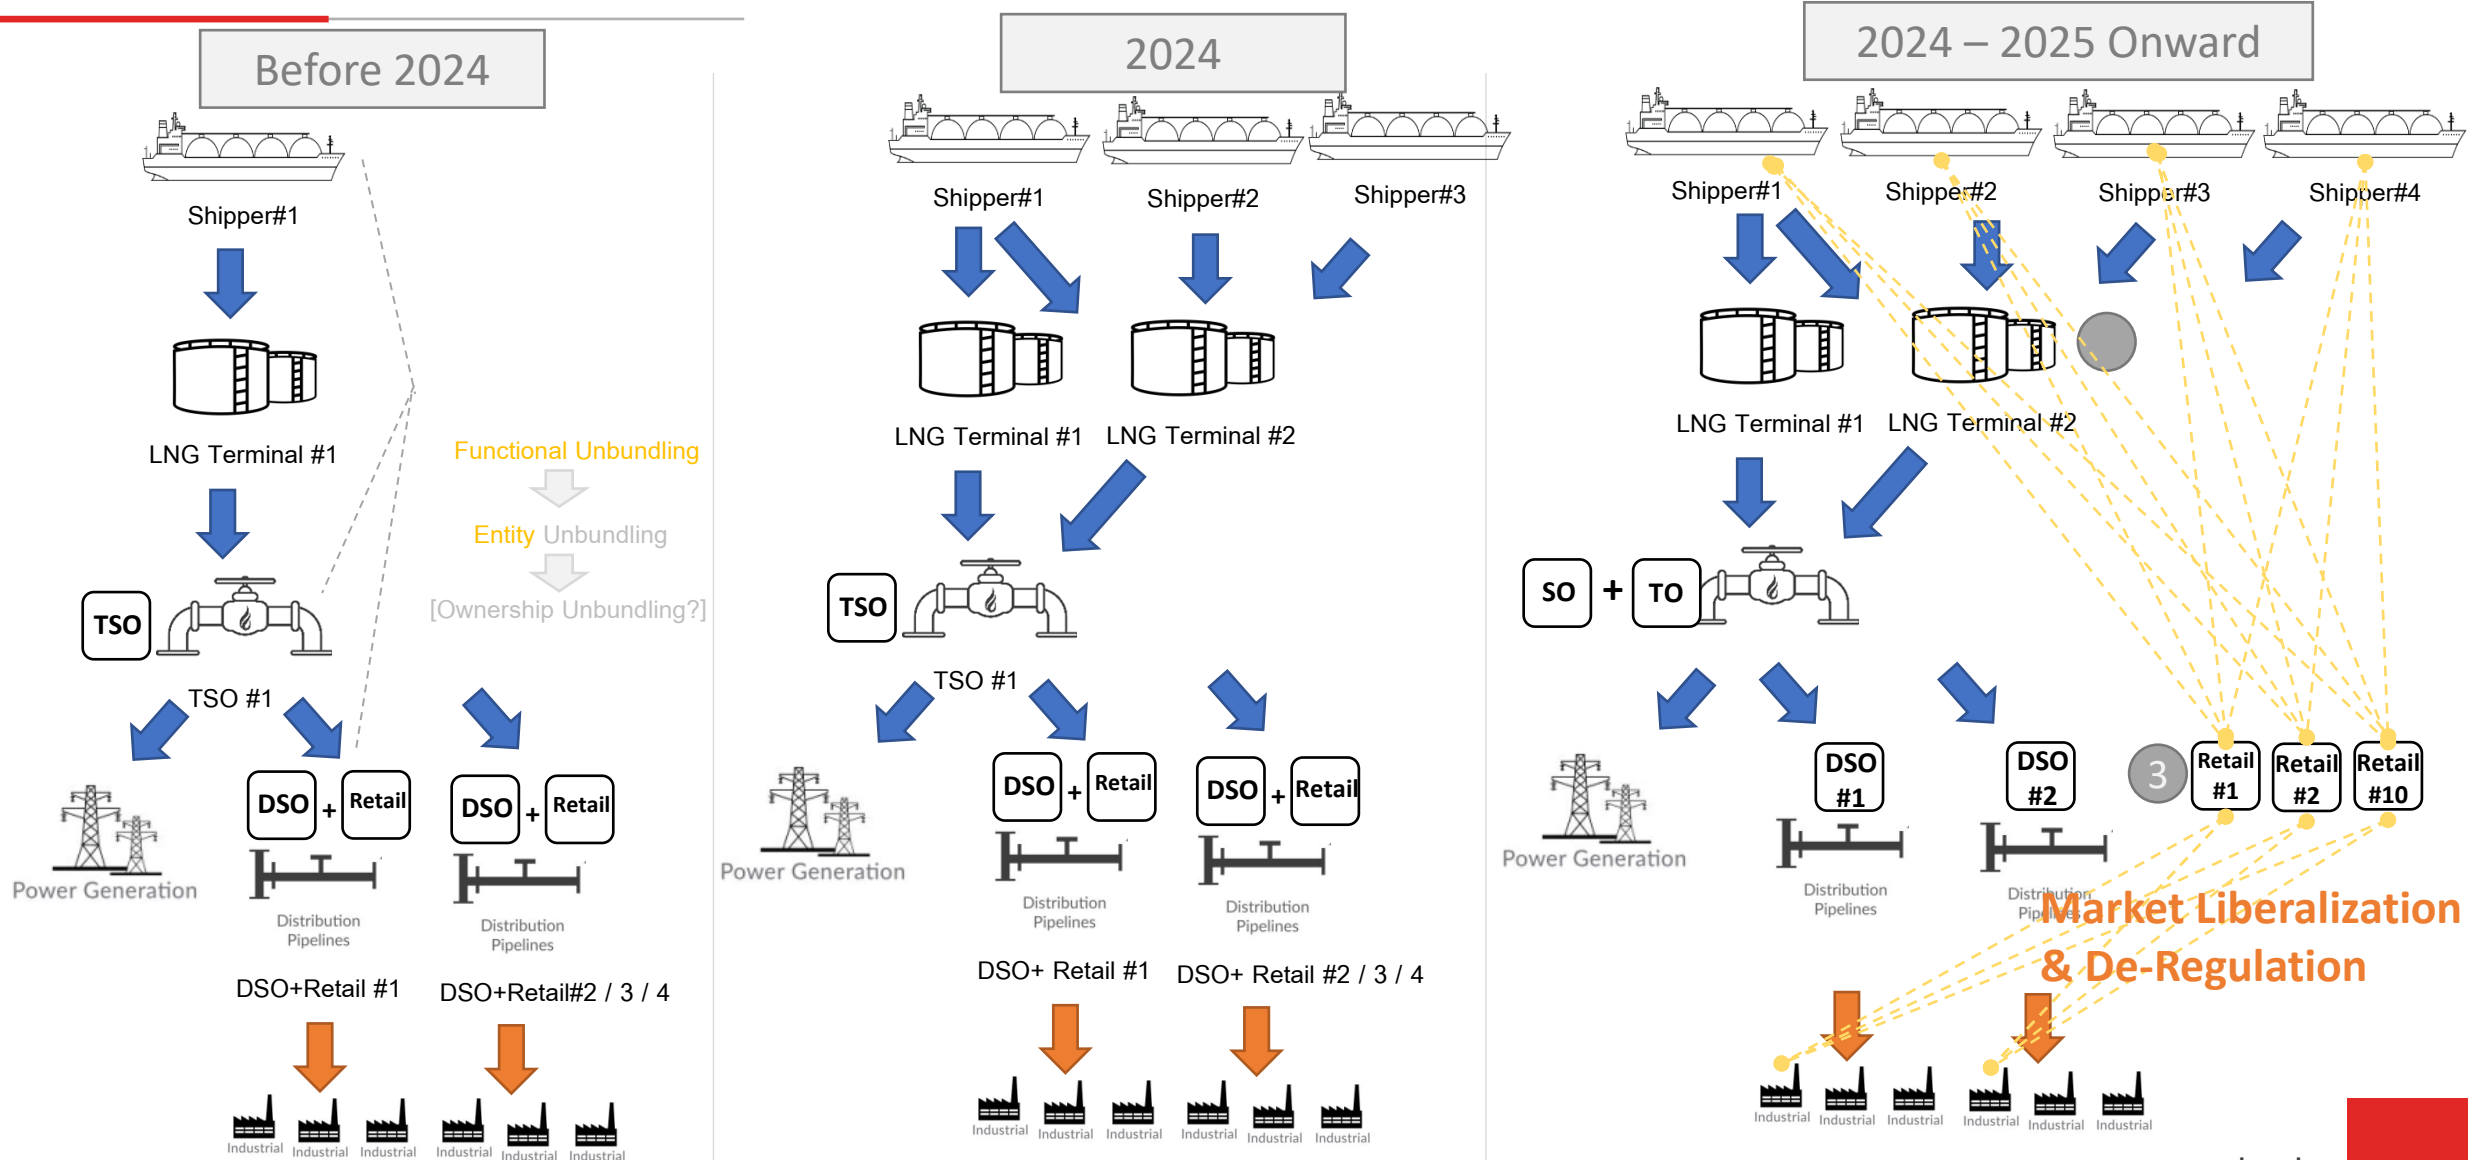 Before 2024
Shipper#1
LNG Terminal #1
TSO
TSO #1
Functional Unbundling
Entity Unbundling
[Ownership Unbundling?]
DSO + Retail
DSO + Retail
Power Generation
Distribution
Pipelines
Distribution
Pipelines
DSO+Retail #1
DSO+Retail#2 / 3 / 4
Industrial Industrial Industrial Industrial Industrial Industrial
2024
Shipper#1 Shipper#2 Shipper#3
LNG Terminal #1 LNG Terminal #2
TSO
TSO #1
DSO + Retail
DSO + Retail
Power Generation
Distribution
Pipelines
Distribution
Pipelines
DSO+ Retail #1
DSO+ Retail #2 / 3 / 4
Industrial Industrial Industrial Industrial Industrial Industrial
2024 – 2025 Onward
Shipper#1 Shipper#2 Shipper#3 Shipper#4
LNG Terminal #1 LNG Terminal #2
SO + TO
DSO
#1
DSO
#2
3
Retail
#1
Retail
#2
Retail
#10
Power Generation
Distribution
Pipelines
Distribution
Pipelines
Market Liberalization
& De-Regulation
Industrial Industrial Industrial Industrial Industrial Industrial